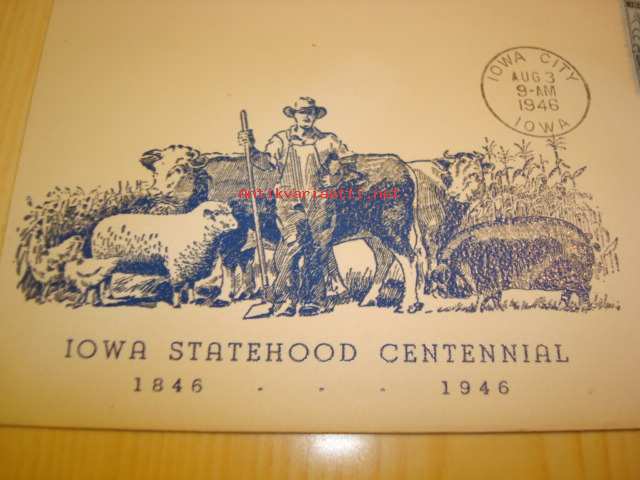 IOWA CITY
AUG 3
9-AM
1946
IOWA
Antikvariaatti.net
IOWA STATEHOOD CENTENNIAL
1846 - - - 1946